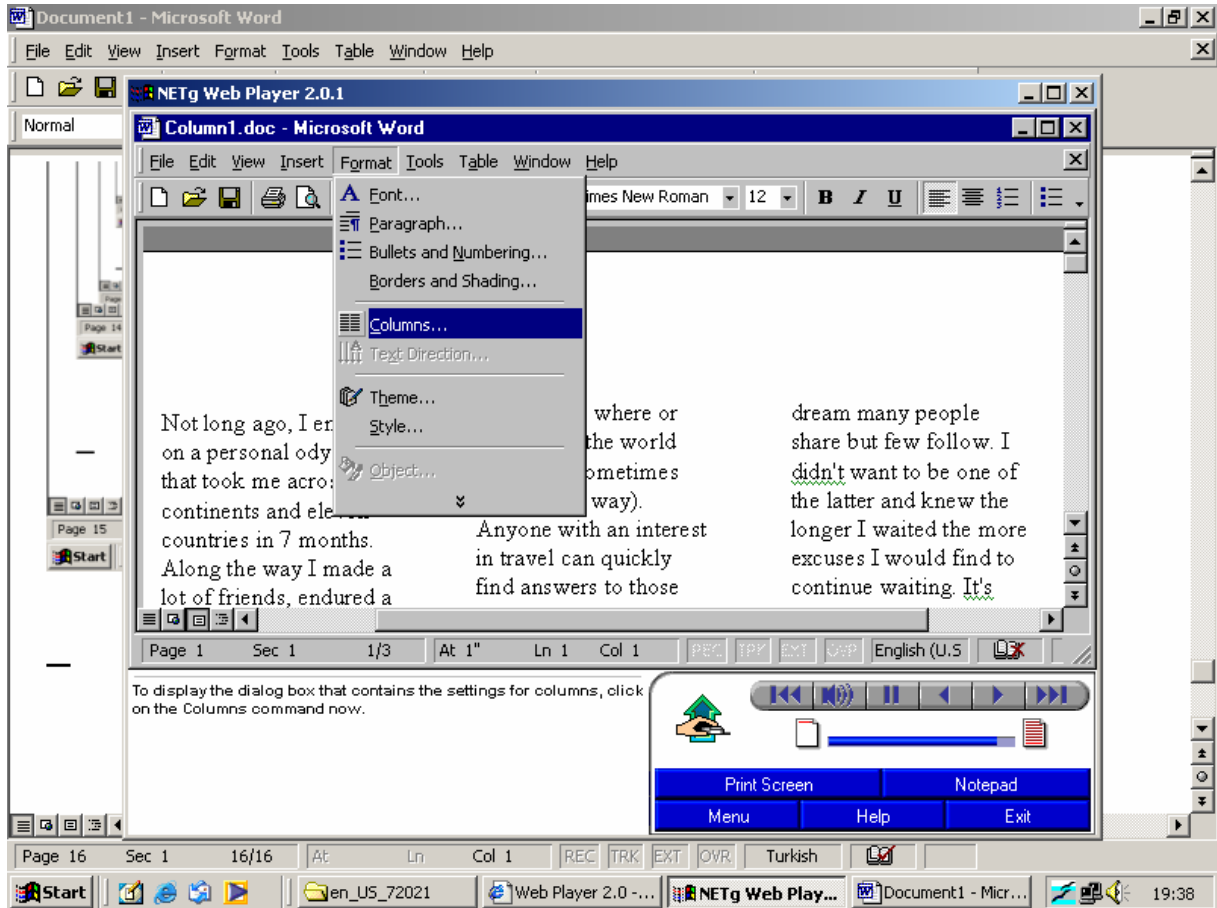 Document1 - Microsoft Word
File Edit View Insert Format Tools Table Window Help
NETg Web Player 2.0.1
Normal
Column1.doc - Microsoft Word
File Edit View Insert Format Tools Table Window Help
imes New Roman 12 B I U
Font...
Paragraph...
Bullets and Numbering...
Borders and Shading...
Columns...
Text Direction...
Theme...
Style...
Object...
Not long ago, I er
on a personal ody
that took me acros
continents and eleven
countries in 7 months.
Along the way I made a
lot of friends, endured a
where or
the world
ometimes
way).
Anyone with an interest
in travel can quickly
find answers to those
dream many people
share but few follow. I
didn't want to be one of
the latter and knew the
longer I waited the more
excuses I would find to
continue waiting. It's
Page 14
Start
Page 15
Start
Page 1 Sec 1 1/3 At 1" Ln 1 Col 1 REC TRK EXT OVR English (U.S
To display the dialog box that contains the settings for columns, click
on the Columns command now.
Print Screen Notepad
Menu Help Exit
Page 16 Sec 1 16/16 At Ln Col 1 REC TRK EXT OVR Turkish
Start en_US_72021 Web Player 2.0 -... NETg Web Play... Document1 - Micr... 19:38